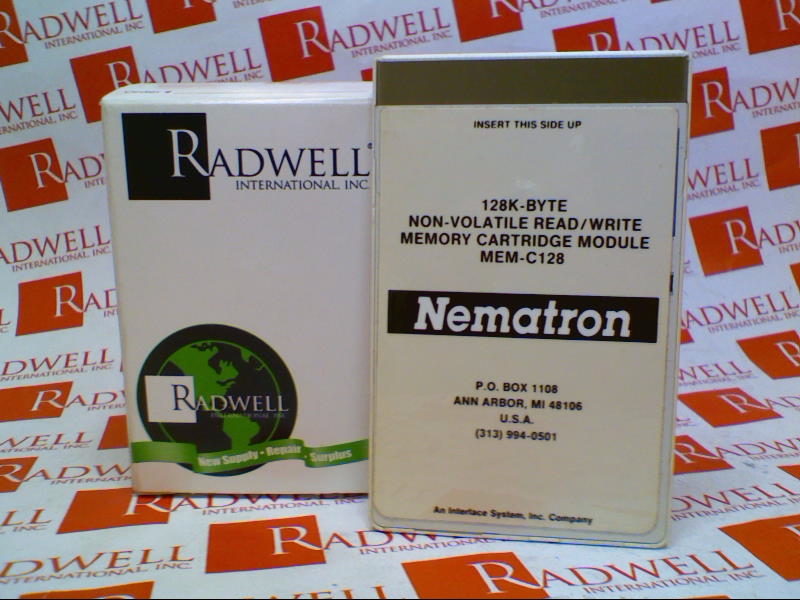 RADWELL
INTERNATIONAL, INC.
RADWELL
INTERNATIONAL, INC.
New Supply • Repair • Surplus
INSERT THIS SIDE UP
128K-BYTE
NON-VOLATILE READ/WRITE
MEMORY CARTRIDGE MODULE
MEM-C128
Nematron
P.O. BOX 1108
ANN ARBOR, MI 48106
U.S.A.
(313) 994-0501
An Interface System, Inc. Company